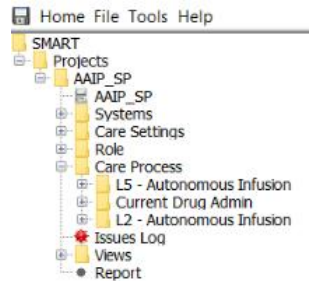 Home File Tools Help
SMART
Projects
AAIP_SP
AAIP_SP
Systems
Care Settings
Role
Care Process
L5 - Autonomous Infusion
Current Drug Admin
L2 - Autonomous Infusion
Issues Log
Views
Report